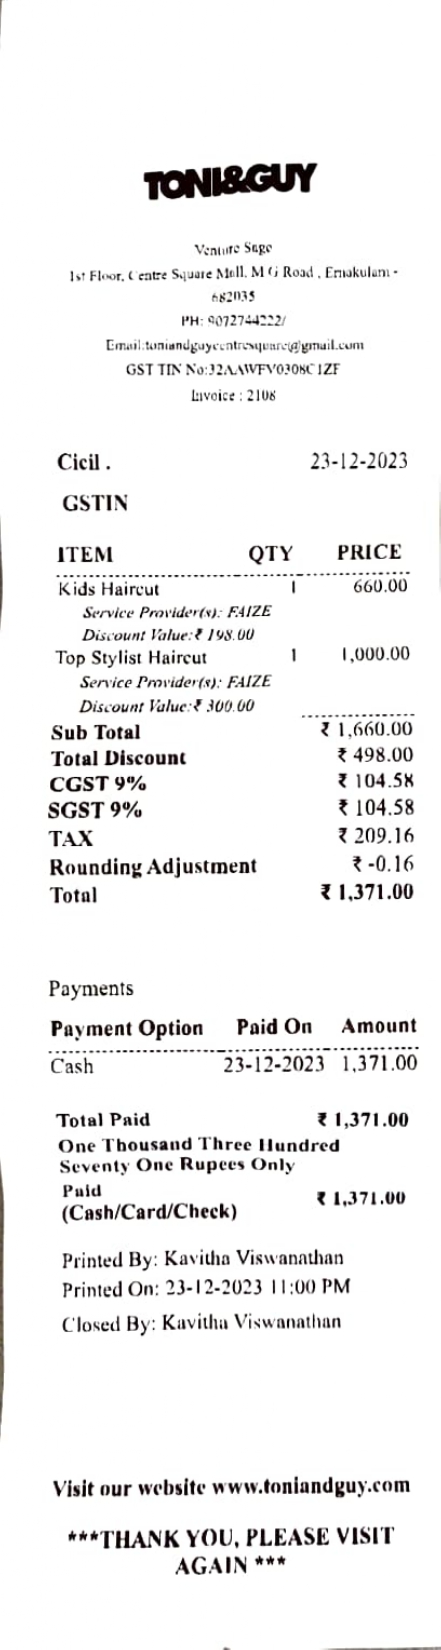 TONI&GUY
Venture Sage
1st Floor, Centre Square Mall, M G Road , Ernakulam -
682035
PH: 9072744222/
Email:toniandguycentresquare@gmail.com
GST TIN No:32AAWFV0308C1ZF
Invoice : 2108
Cicil . 23-12-2023
GSTIN
ITEM QTY PRICE
Kids Haircut 1 660.00
Service Provider(s): FAIZE
Discount Value:₹ 198.00
Top Stylist Haircut 1 1,000.00
Service Provider(s): FAIZE
Discount Value:₹ 300.00
Sub Total ₹ 1,660.00
Total Discount ₹ 498.00
CGST 9% ₹ 104.58
SGST 9% ₹ 104.58
TAX ₹ 209.16
Rounding Adjustment ₹ -0.16
Total ₹ 1,371.00
Payments
Payment Option Paid On Amount
Cash 23-12-2023 1,371.00
Total Paid ₹ 1,371.00
One Thousand Three Hundred
Seventy One Rupees Only
Paid
(Cash/Card/Check) ₹ 1,371.00
Printed By: Kavitha Viswanathan
Printed On: 23-12-2023 11:00 PM
Closed By: Kavitha Viswanathan
Visit our website www.toniandguy.com
***THANK YOU, PLEASE VISIT
AGAIN ***